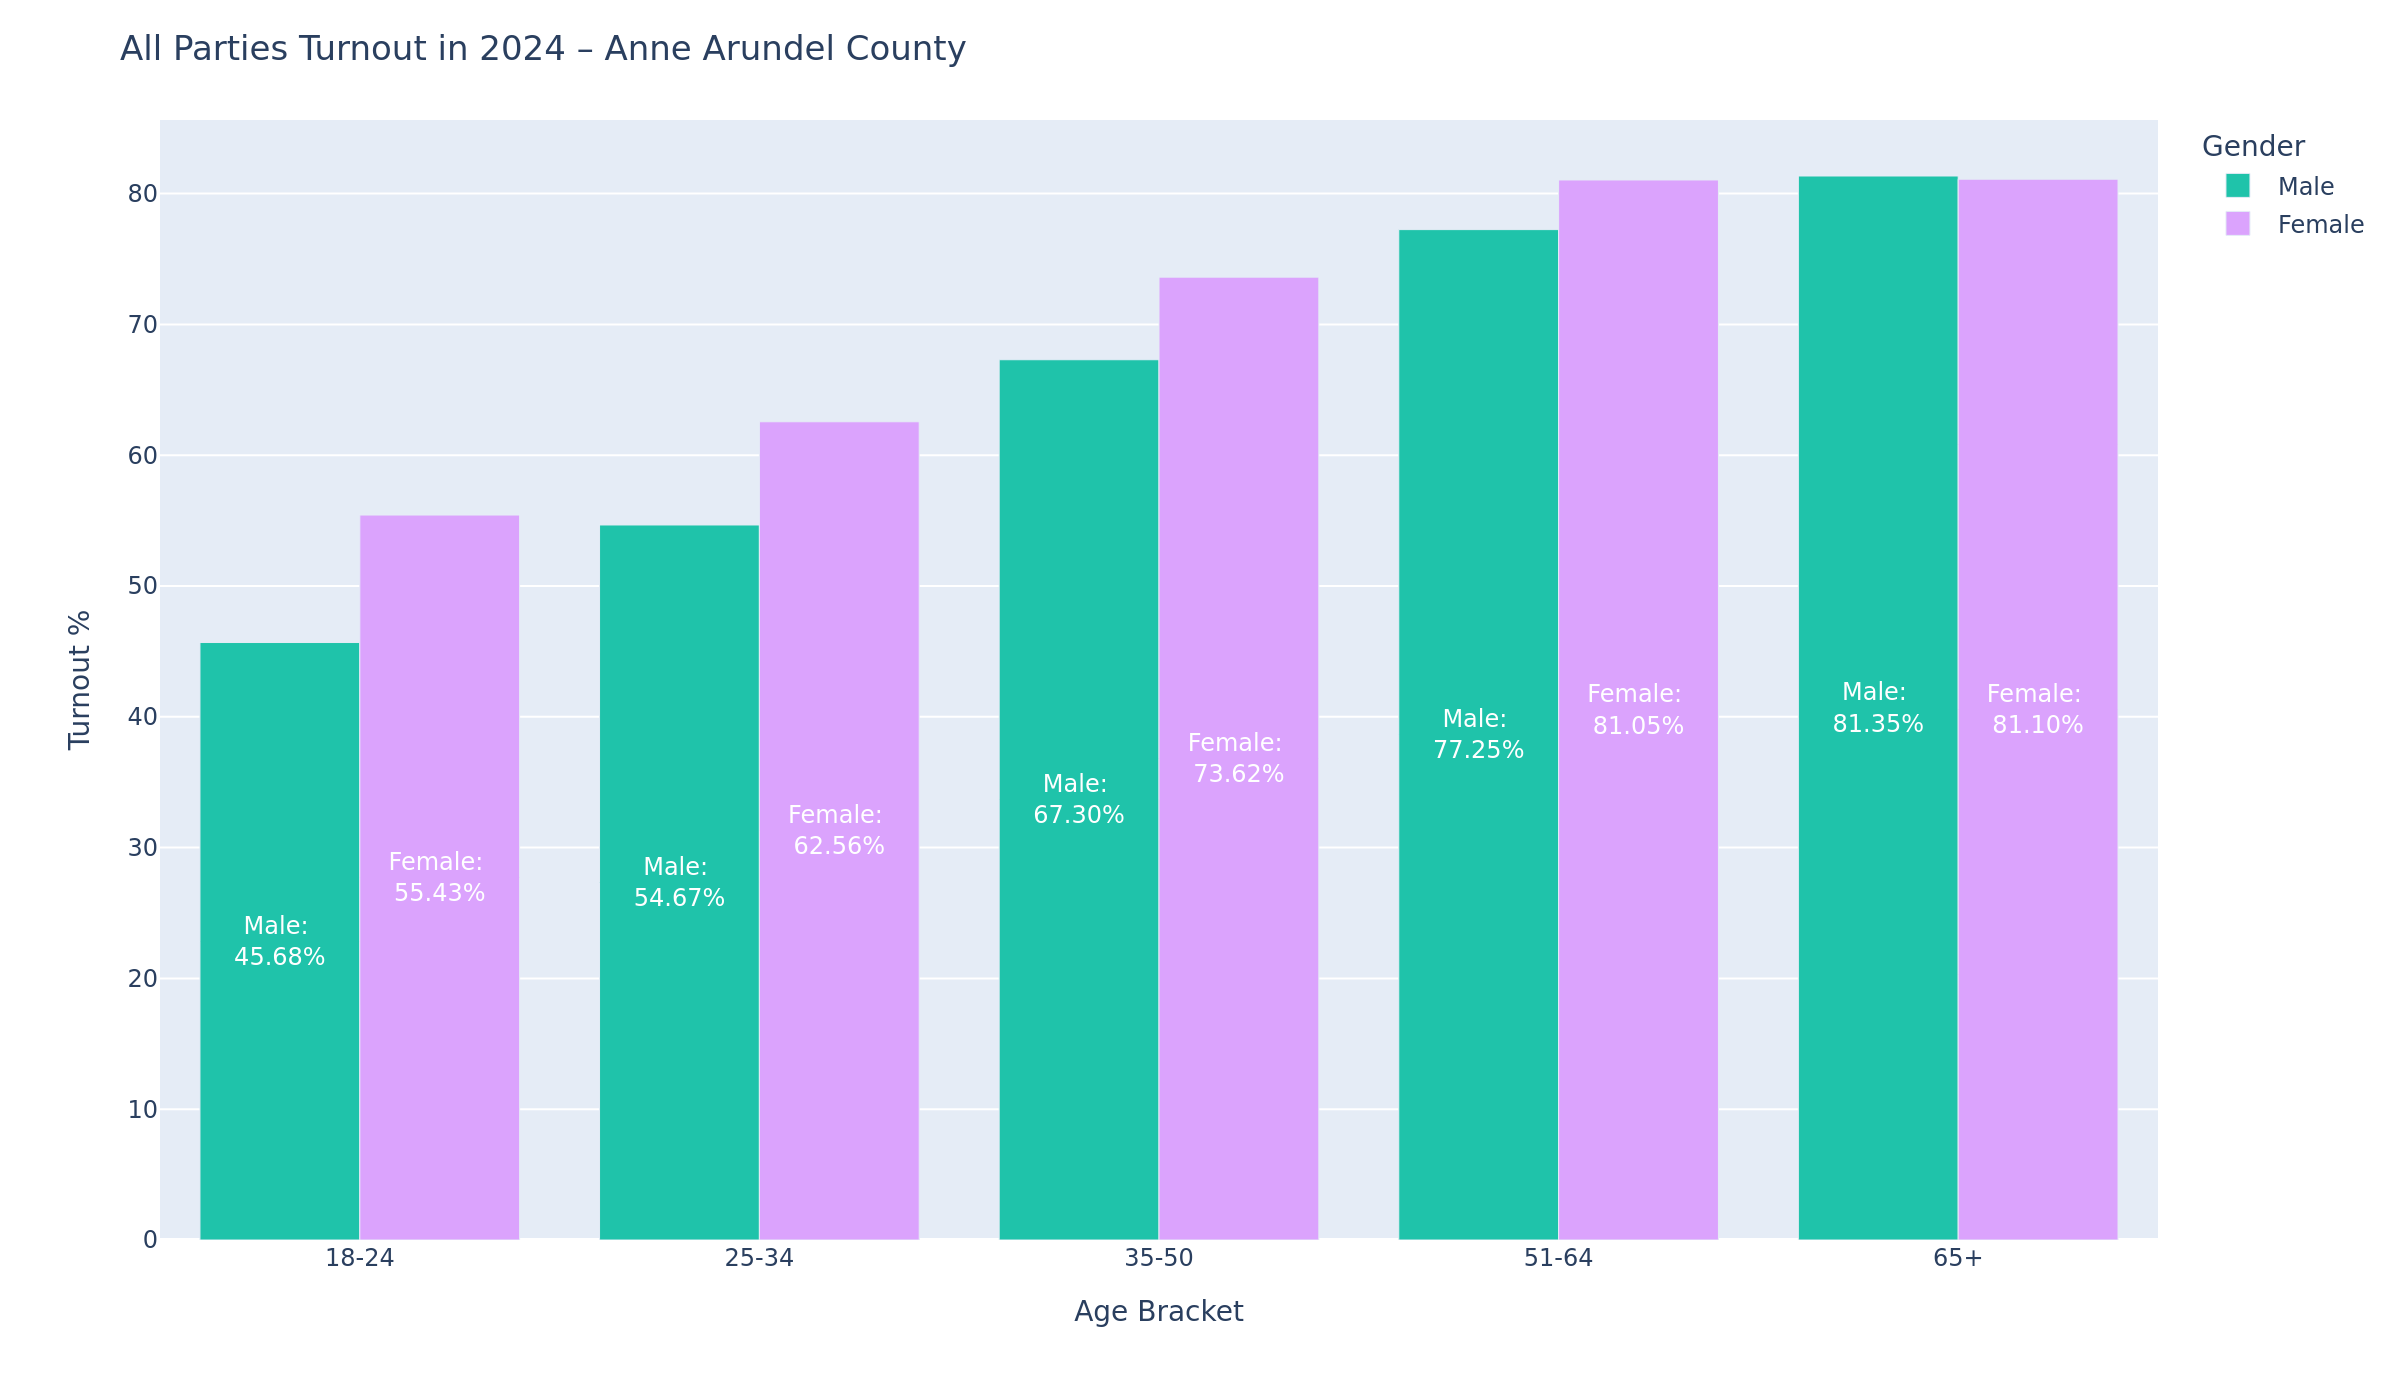 All Parties Turnout in 2024 – Anne Arundel County
Gender
Male
Female
Turnout %
80
70
60
50
40
30
20
10
0
Male:
45.68%
Female:
55.43%
Male:
54.67%
Female:
62.56%
Male:
67.30%
Female:
73.62%
Male:
77.25%
Female:
81.05%
Male:
81.35%
Female:
81.10%
18-24
25-34
35-50
51-64
65+
Age Bracket